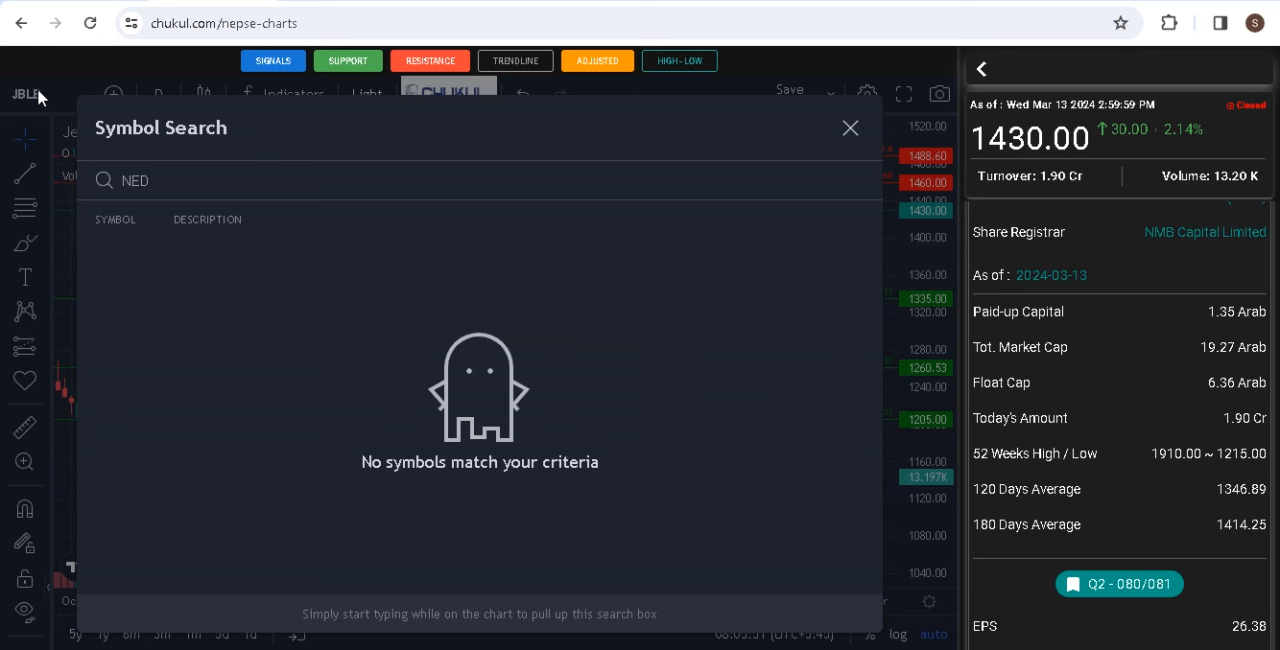 chukul.com/nepse-charts
S
SIGNALS
SUPPORT
RESISTANCE
TRENDLINE
ADJUSTED
HIGH-LOW
JBLB
D
Indicators
Light
CHUKUL
Save
Symbol Search
NED
SYMBOL
DESCRIPTION
No symbols match your criteria
Simply start typing while on the chart to pull up this search box
1520.00
1488.60
1460.00
1430.00
1400.00
1360.00
1335.00
1320.00
1280.00
1260.53
1240.00
1205.00
1160.00
13.197K
1120.00
1080.00
1040.00
5y
1y
6m
3m
1m
5d
1d
%
log
auto
As of : Wed Mar 13 2024 2:59:59 PM
Closed
1430.00
30.00 · 2.14%
Turnover: 1.90 Cr
Volume: 13.20 K
Share Registrar
NMB Capital Limited
As of : 2024-03-13
Paid-up Capital
1.35 Arab
Tot. Market Cap
19.27 Arab
Float Cap
6.36 Arab
Today's Amount
1.90 Cr
52 Weeks High / Low
1910.00 ~ 1215.00
120 Days Average
1346.89
180 Days Average
1414.25
Q2 - 080/081
EPS
26.38